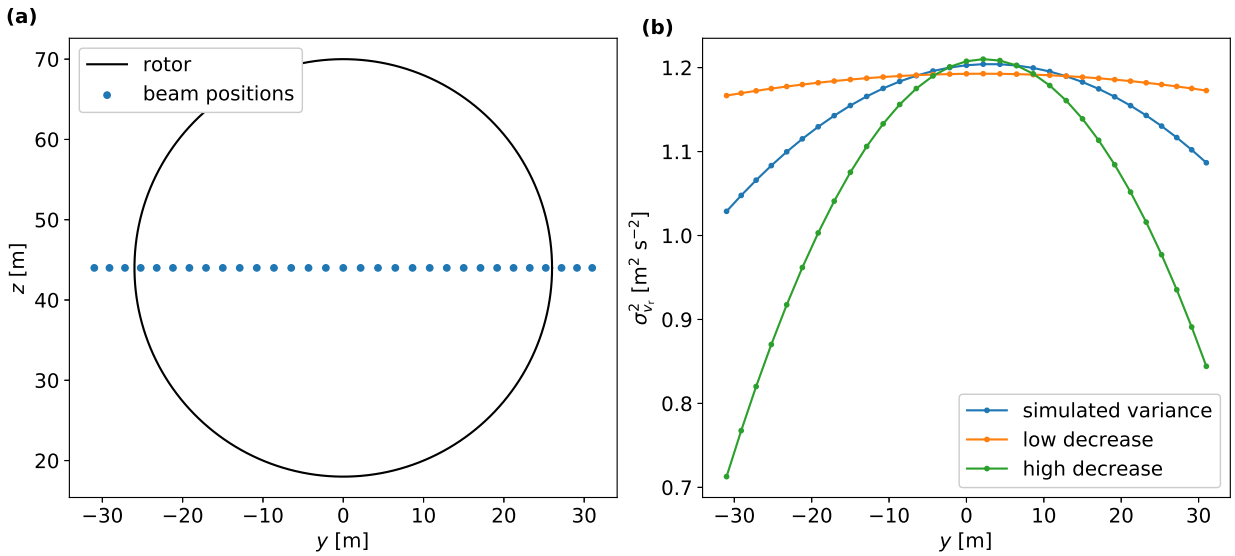 (a)
70
60
50
40
30
20
z [m]
−30
−20
−10
0
10
20
30
y [m]
rotor
beam positions
(b)
1.2
1.1
1.0
0.9
0.8
0.7
σ²ᵥᵣ [m² s⁻²]
−30
−20
−10
0
10
20
30
y [m]
simulated variance
low decrease
high decrease